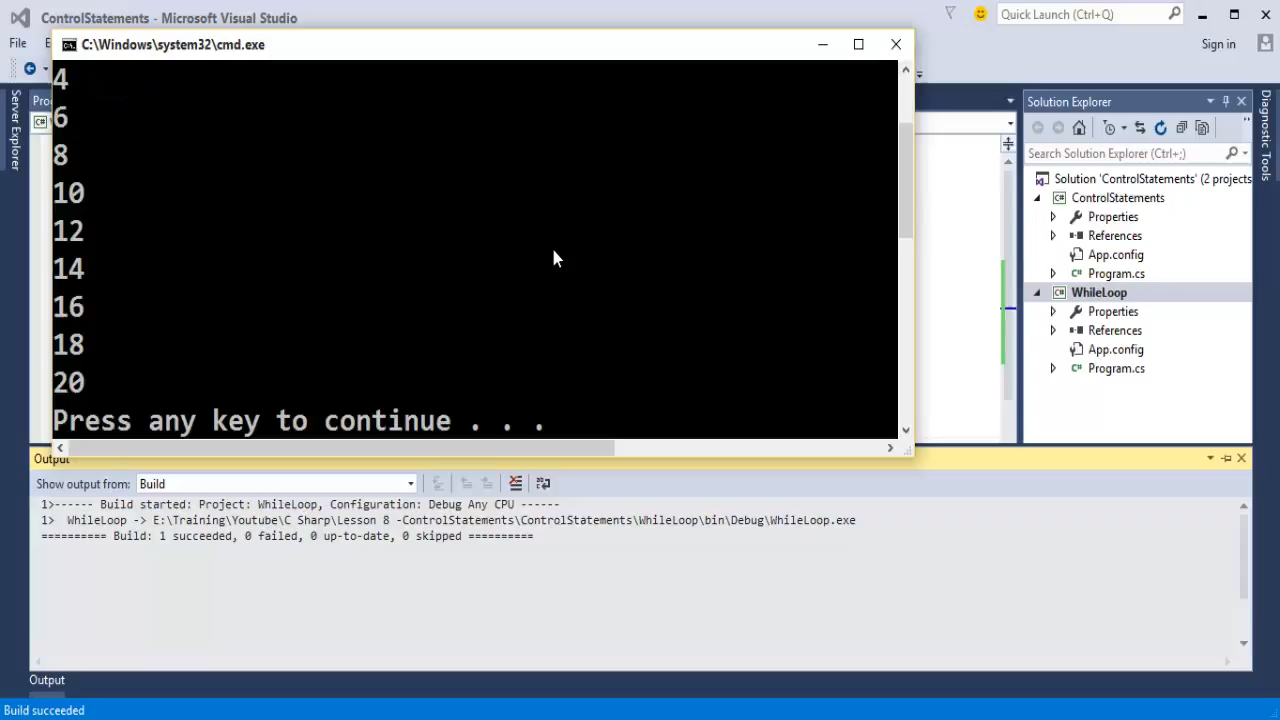 ControlStatements - Microsoft Visual Studio
Quick Launch (Ctrl+Q)
File
Sign in
C:\Windows\system32\cmd.exe
4
6
8
10
12
14
16
18
20
Press any key to continue . . .
Server Explorer
Solution Explorer
Search Solution Explorer (Ctrl+;)
Solution 'ControlStatements' (2 projects
C# ControlStatements
Properties
References
App.config
C# Program.cs
C# WhileLoop
Properties
References
App.config
C# Program.cs
Diagnostic Tools
Output
Show output from: Build
1>------ Build started: Project: WhileLoop, Configuration: Debug Any CPU ------
1>  WhileLoop -> E:\Training\Youtube\C Sharp\Lesson 8 -ControlStatements\ControlStatements\WhileLoop\bin\Debug\WhileLoop.exe
========== Build: 1 succeeded, 0 failed, 0 up-to-date, 0 skipped ==========
Output
Build succeeded